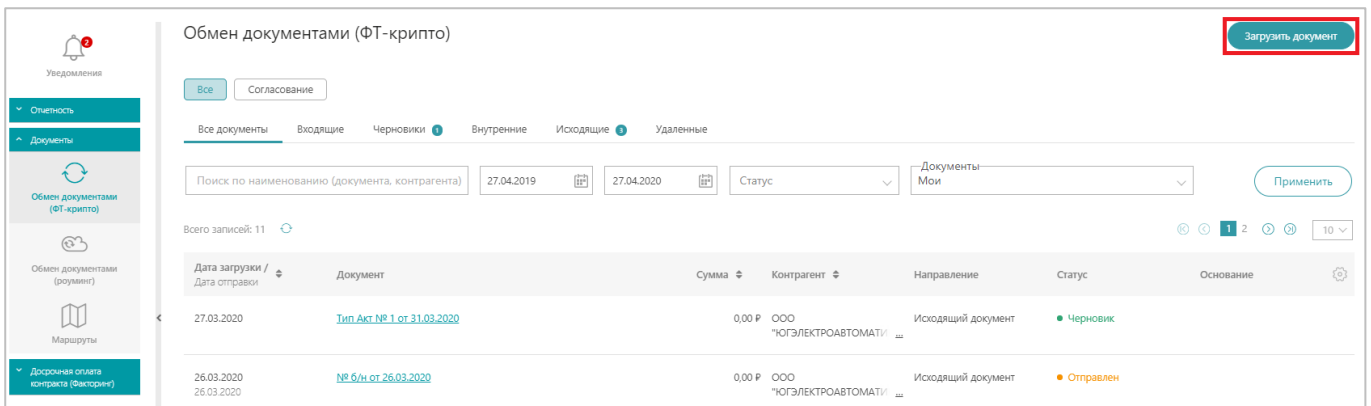 Обмен документами (ФТ-крипто)
Загрузить документ
2
Уведомления
Отчетность
Документы
Обмен документами
(ФТ-крипто)
Обмен документами
(роуминг)
Маршруты
Досрочная оплата
контракта (Факторинг)
Все Согласование
Все документы Входящие Черновики 1 Внутренние Исходящие 3 Удаленные
Поиск по наименованию (документа, контрагента) 27.04.2019 27.04.2020 Статус Документы
Мои
Применить
Всего записей: 11 1 2 10
Дата загрузки /
Дата отправки
Документ Сумма Контрагент Направление Статус Основание
27.03.2020 Тип Акт № 1 от 31.03.2020 0,00 ₽ ООО Исходящий документ Черновик
"ЮГЭЛЕКТРОАВТОМАТИ ...
26.03.2020 № б/н от 26.03.2020 0,00 ₽ ООО Исходящий документ Отправлен
26.03.2020 "ЮГЭЛЕКТРОАВТОМАТИ ...